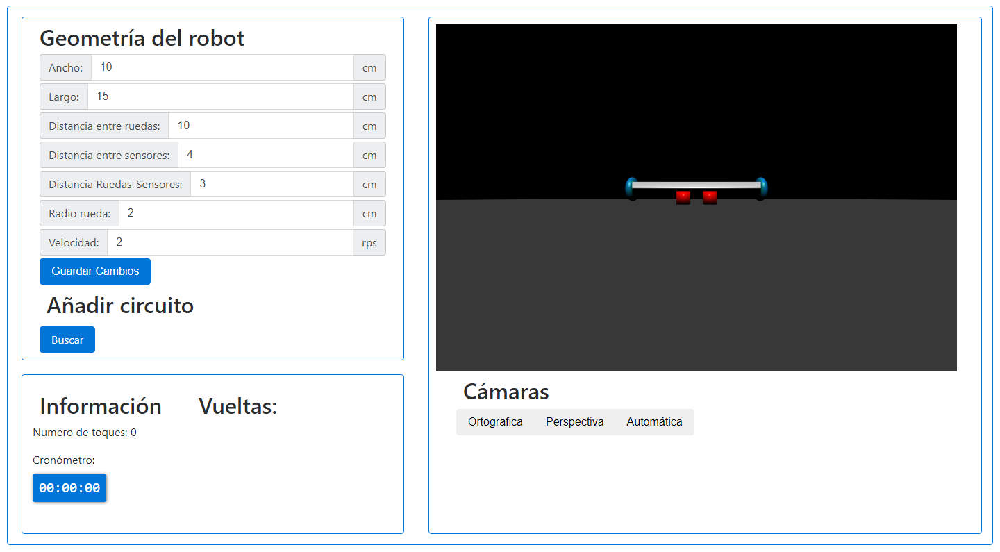 Geometría del robot
Ancho: 10 cm
Largo: 15 cm
Distancia entre ruedas: 10 cm
Distancia entre sensores: 4 cm
Distancia Ruedas-Sensores: 3 cm
Radio rueda: 2 cm
Velocidad: 2 rps
Guardar Cambios
Añadir circuito
Buscar
Información Vueltas:
Numero de toques: 0
Cronómetro:
00:00:00
Cámaras
Ortografica Perspectiva Automática